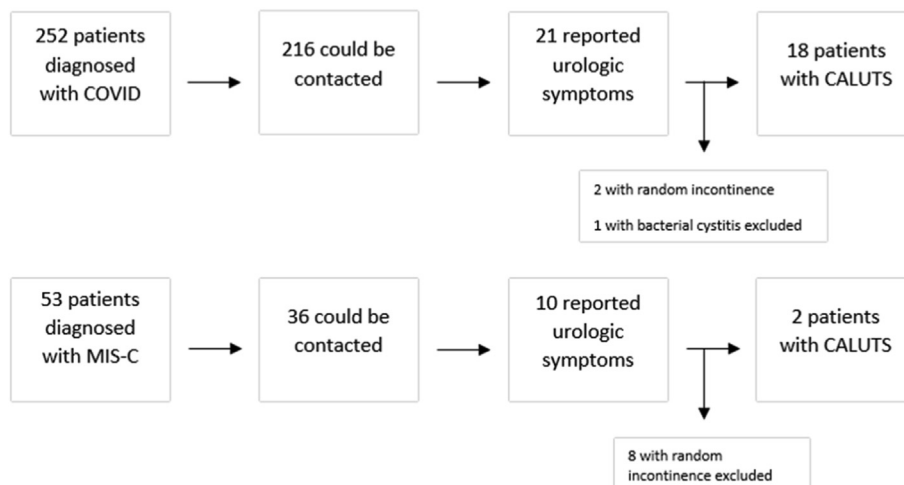 252 patients
diagnosed
with COVID
216 could be
contacted
21 reported
urologic
symptoms
18 patients
with CALUTS
2 with random incontinence
1 with bacterial cystitis excluded
53 patients
diagnosed
with MIS-C
36 could be
contacted
10 reported
urologic
symptoms
2 patients
with CALUTS
8 with random
incontinence excluded